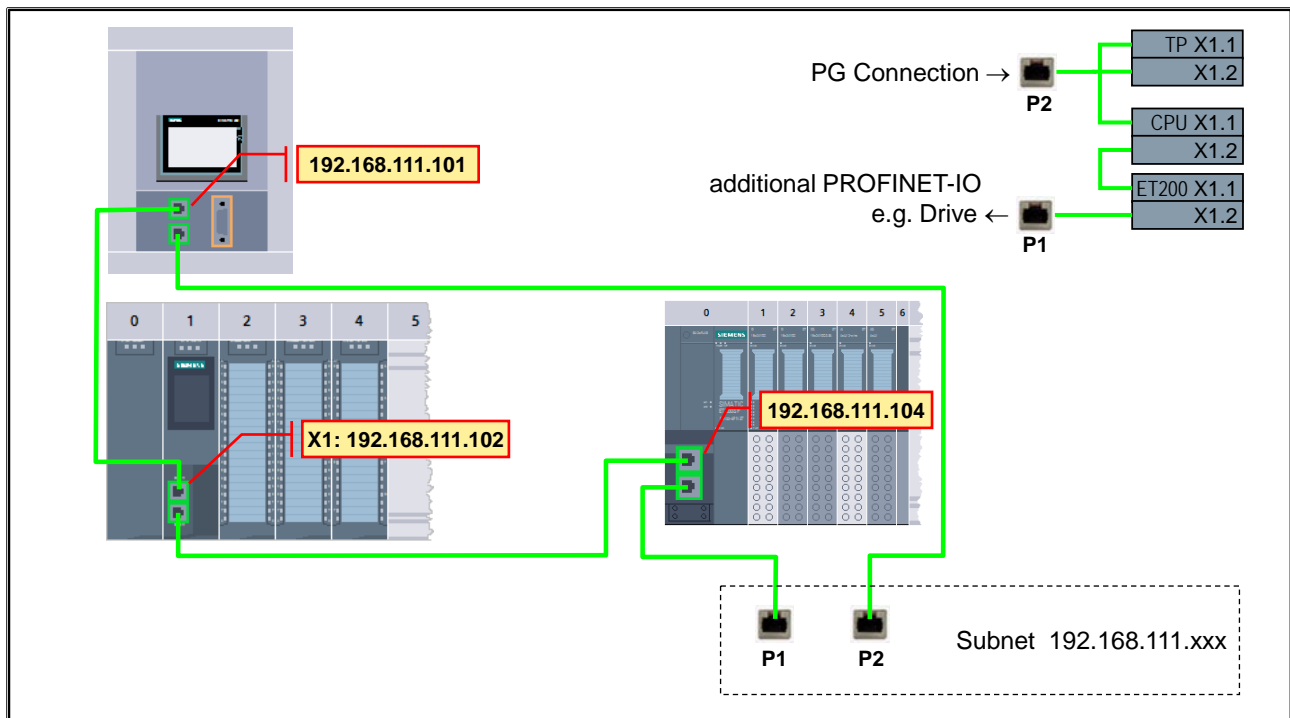 TP X1.1
PG Connection →
X1.2
P2
CPU X1.1
X1.2
192.168.111.101
additional PROFINET-IO
e.g. Drive ←
ET200 X1.1
X1.2
P1
0 1 2 3 4 5
0 1 2 3 4 5 6
SIEMENS
SIEMENS
SIMATIC
192.168.111.104
X1: 192.168.111.102
P1
P2
Subnet 192.168.111.xxx